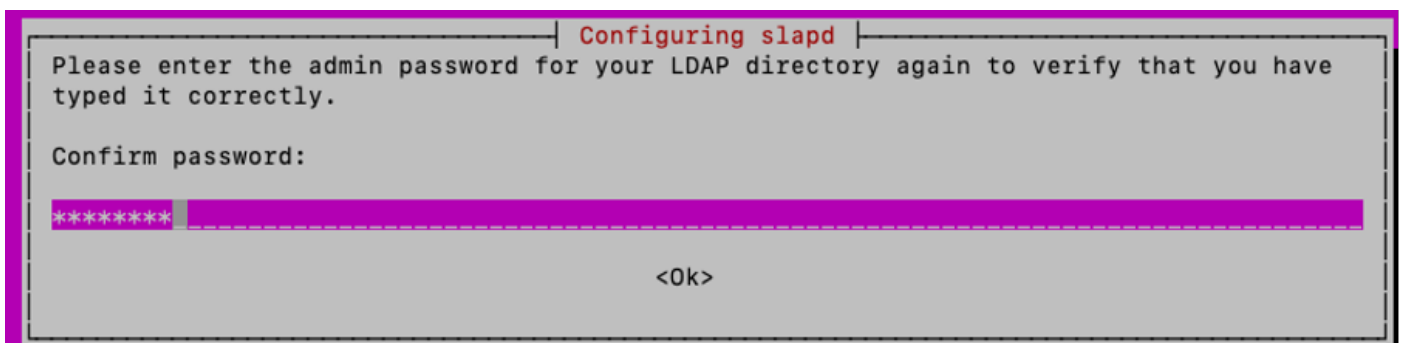 Configuring slapd
Please enter the admin password for your LDAP directory again to verify that you have
typed it correctly.
Confirm password:
********
<Ok>